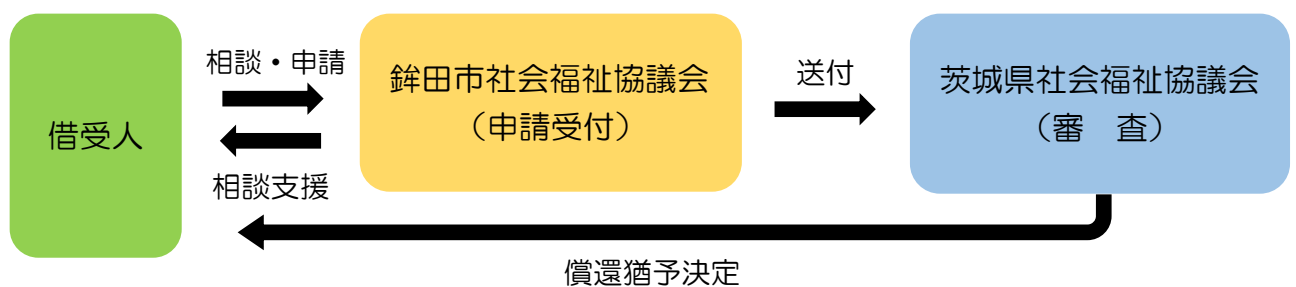 借受人
相談・申請
相談支援
鉾田市社会福祉協議会
（申請受付）
送付
茨城県社会福祉協議会
（審　査）
償還猶予決定